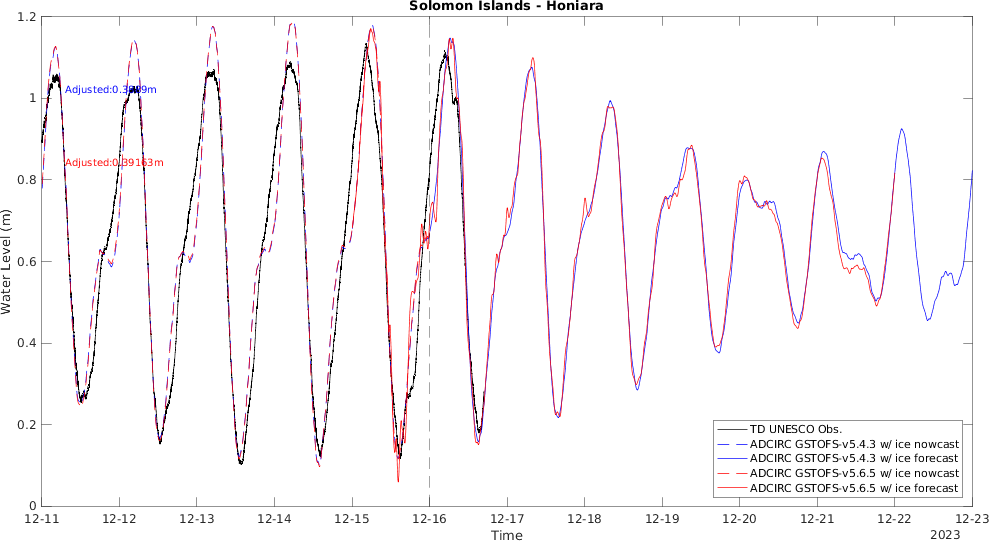 Solomon Islands - Honiara
1.2
1
0.8
0.6
0.4
0.2
0
Water Level (m)
Adjusted:0.39163m
TD UNESCO Obs.
ADCIRC GSTOFS-v5.4.3 w/ ice nowcast
ADCIRC GSTOFS-v5.4.3 w/ ice forecast
ADCIRC GSTOFS-v5.6.5 w/ ice nowcast
ADCIRC GSTOFS-v5.6.5 w/ ice forecast
12-11 12-12 12-13 12-14 12-15 12-16 12-17 12-18 12-19 12-20 12-21 12-22 12-23
Time
2023